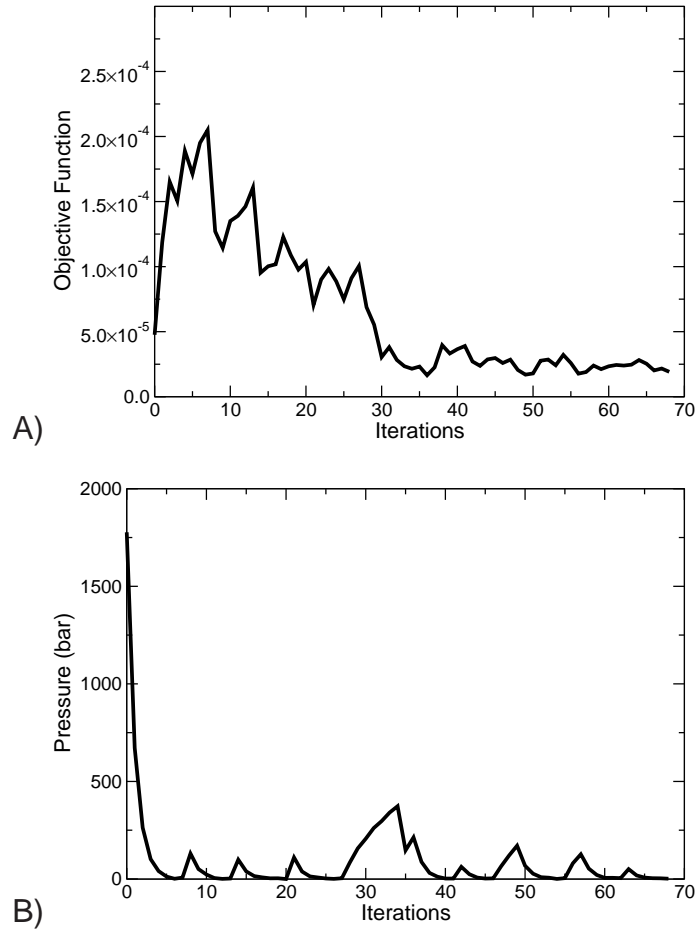 2.5×10⁻⁴
2.0×10⁻⁴
1.5×10⁻⁴
1.0×10⁻⁴
5.0×10⁻⁵
0.0
Objective Function
0 10 20 30 40 50 60 70
Iterations
A)
2000
1500
1000
500
0
Pressure (bar)
0 10 20 30 40 50 60 70
Iterations
B)